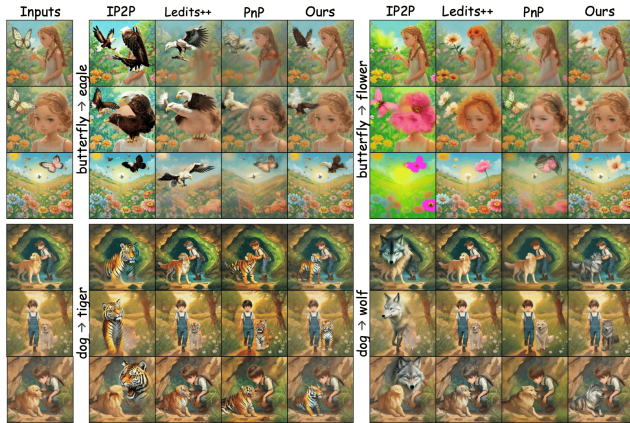 Inputs IP2P Ledits++ PnP Ours IP2P Ledits++ PnP Ours
butterfly → eagle
butterfly → flower
dog → tiger
dog → wolf